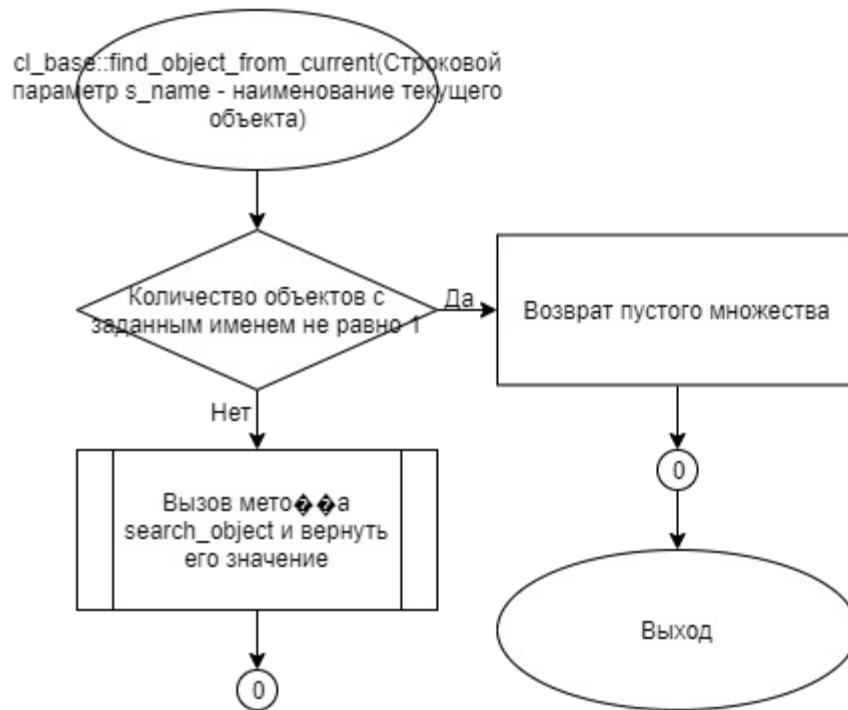 cl_base::find_object_from_current(Строковой
параметр s_name - наименование текущего
объекта)
Количество объектов с
заданным именем не равно 1
Да
Возврат пустого множества
Нет
Вызов мето��а
search_object и вернуть
его значение
0
0
Выход